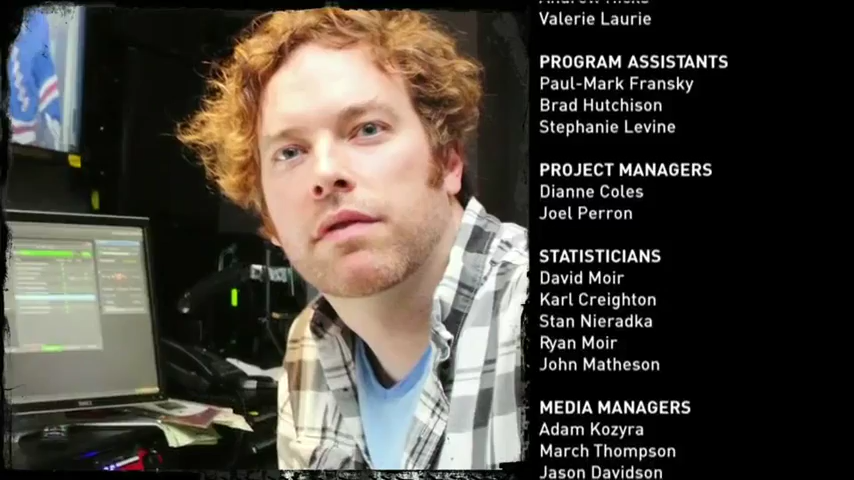 Valerie Laurie
PROGRAM ASSISTANTS
Paul-Mark Fransky
Brad Hutchison
Stephanie Levine
PROJECT MANAGERS
Dianne Coles
Joel Perron
STATISTICIANS
David Moir
Karl Creighton
Stan Nieradka
Ryan Moir
John Matheson
MEDIA MANAGERS
Adam Kozyra
March Thompson
Jason Davidson